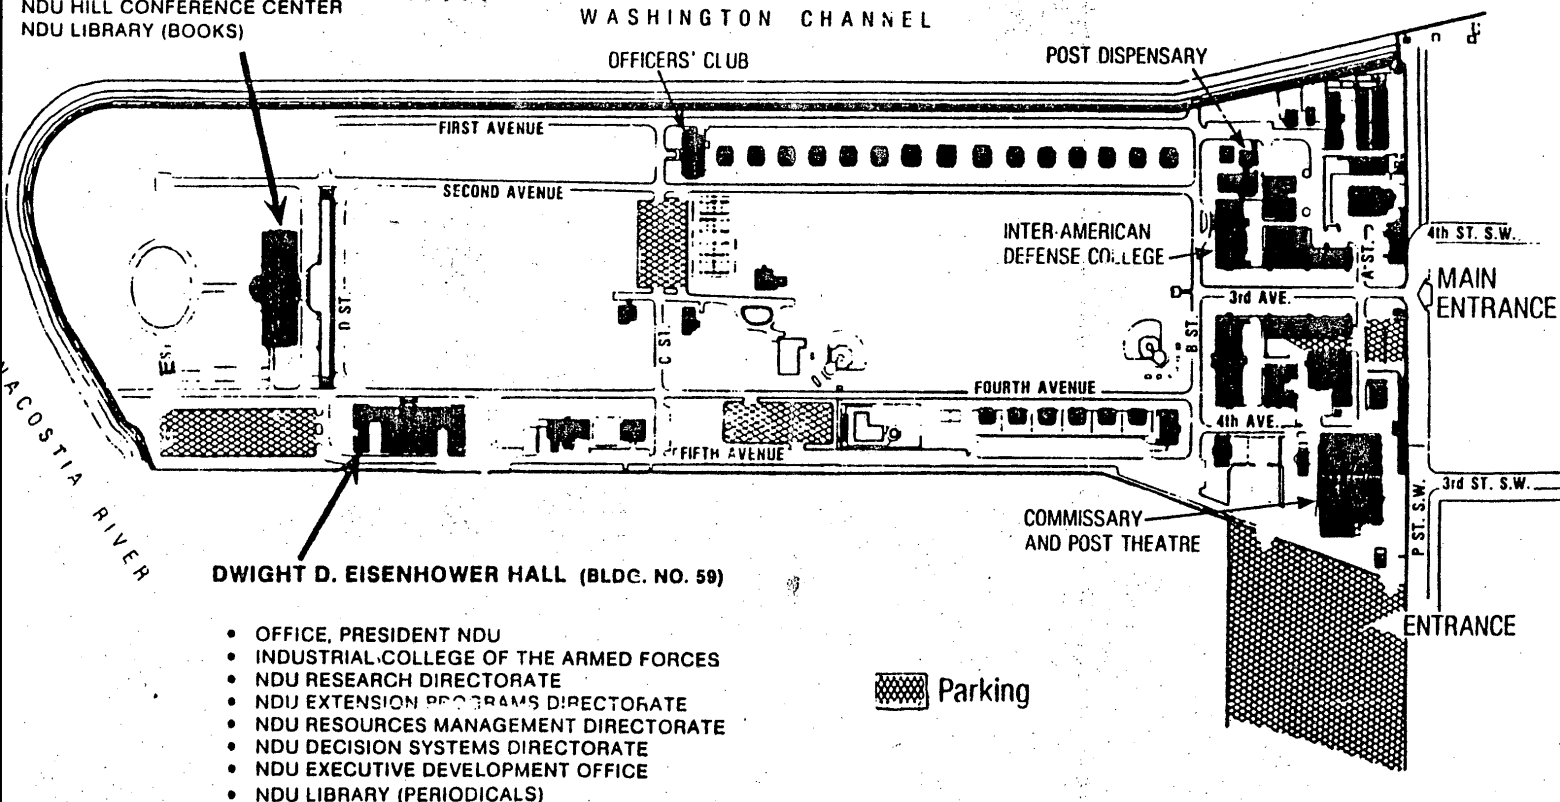 NDU HILL CONFERENCE CENTER
NDU LIBRARY (BOOKS)
WASHINGTON CHANNEL
OFFICERS' CLUB
POST DISPENSARY
FIRST AVENUE
SECOND AVENUE
INTER-AMERICAN
DEFENSE COLLEGE
4th ST. S.W.
A ST.
MAIN
ENTRANCE
3rd AVE.
D ST.
C ST.
B ST.
FOURTH AVENUE
4th AVE.
FIFTH AVENUE
3rd ST. S.W.
P ST. S.W.
NACOSTIA RIVER
COMMISSARY
AND POST THEATRE
DWIGHT D. EISENHOWER HALL (BLDG. NO. 59)
ENTRANCE
• OFFICE, PRESIDENT NDU
• INDUSTRIAL COLLEGE OF THE ARMED FORCES
• NDU RESEARCH DIRECTORATE
• NDU EXTENSION PROGRAMS DIRECTORATE
• NDU RESOURCES MANAGEMENT DIRECTORATE
• NDU DECISION SYSTEMS DIRECTORATE
• NDU EXECUTIVE DEVELOPMENT OFFICE
• NDU LIBRARY (PERIODICALS)
Parking